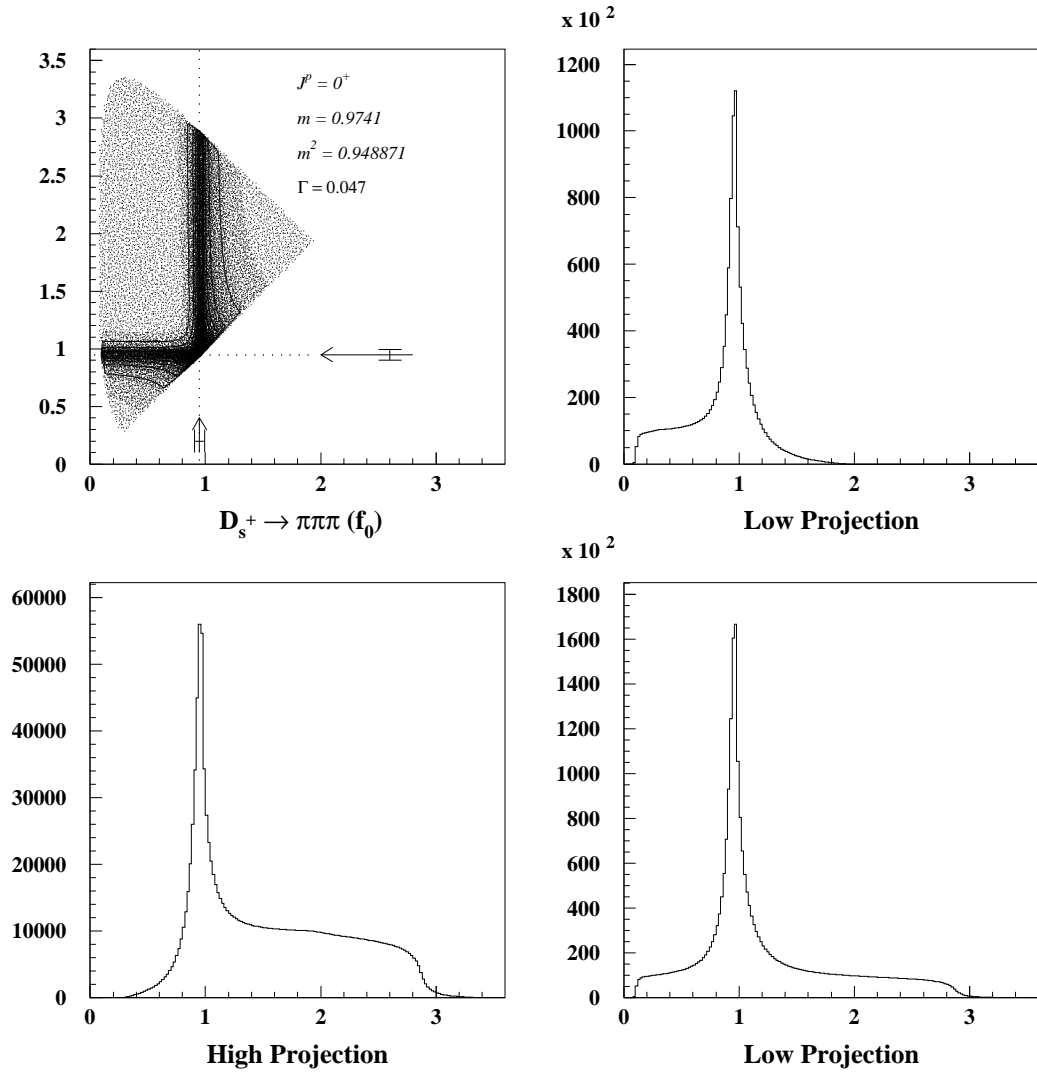 x 10 2
3.5
3
2.5
2
1.5
1
0.5
0
0 1 2 3
J^p = 0^+
m = 0.9741
m^2 = 0.948871
Γ = 0.047
D_s^+ → πππ (f_0)
1200
1000
800
600
400
200
0
0 1 2 3
Low Projection
60000
50000
40000
30000
20000
10000
0
0 1 2 3
High Projection
x 10 2
1800
1600
1400
1200
1000
800
600
400
200
0
0 1 2 3
Low Projection